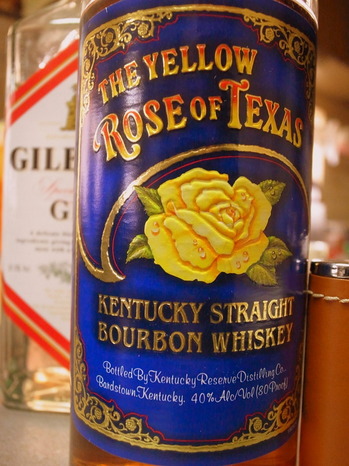 THE YELLOW
ROSE OF TEXAS
KENTUCKY STRAIGHT
BOURBON WHISKEY
Bottled By Kentucky Reserve Distilling Co.,
Bardstown, Kentucky. 40% Alc/Vol (80 Proof)
GILB
G